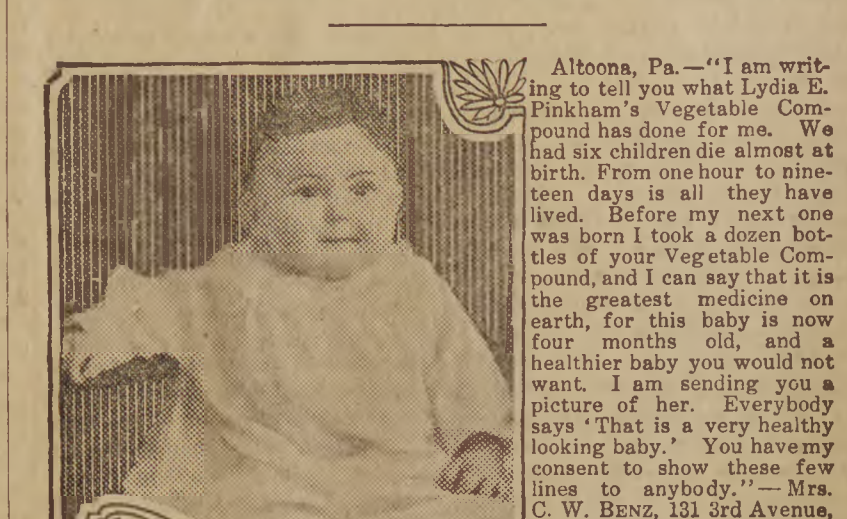 Altoona, Pa.—“I am writ-
ing to tell you what Lydia E.
Pinkham's Vegetable Com-
pound has done for me. We
had six children die almost at
birth. From one hour to nine-
teen days is all they have
lived. Before my next one
was born I took a dozen bot-
tles of your Vegetable Com-
pound, and I can say that it is
the greatest medicine on
earth, for this baby is now
four months old, and a
healthier baby you would not
want. I am sending you a
picture of her. Everybody
says ‘That is a very healthy
looking baby.’ You have my
consent to show these few
lines to anybody.”— Mrs.
C. W. BENZ, 131 3rd Avenue,